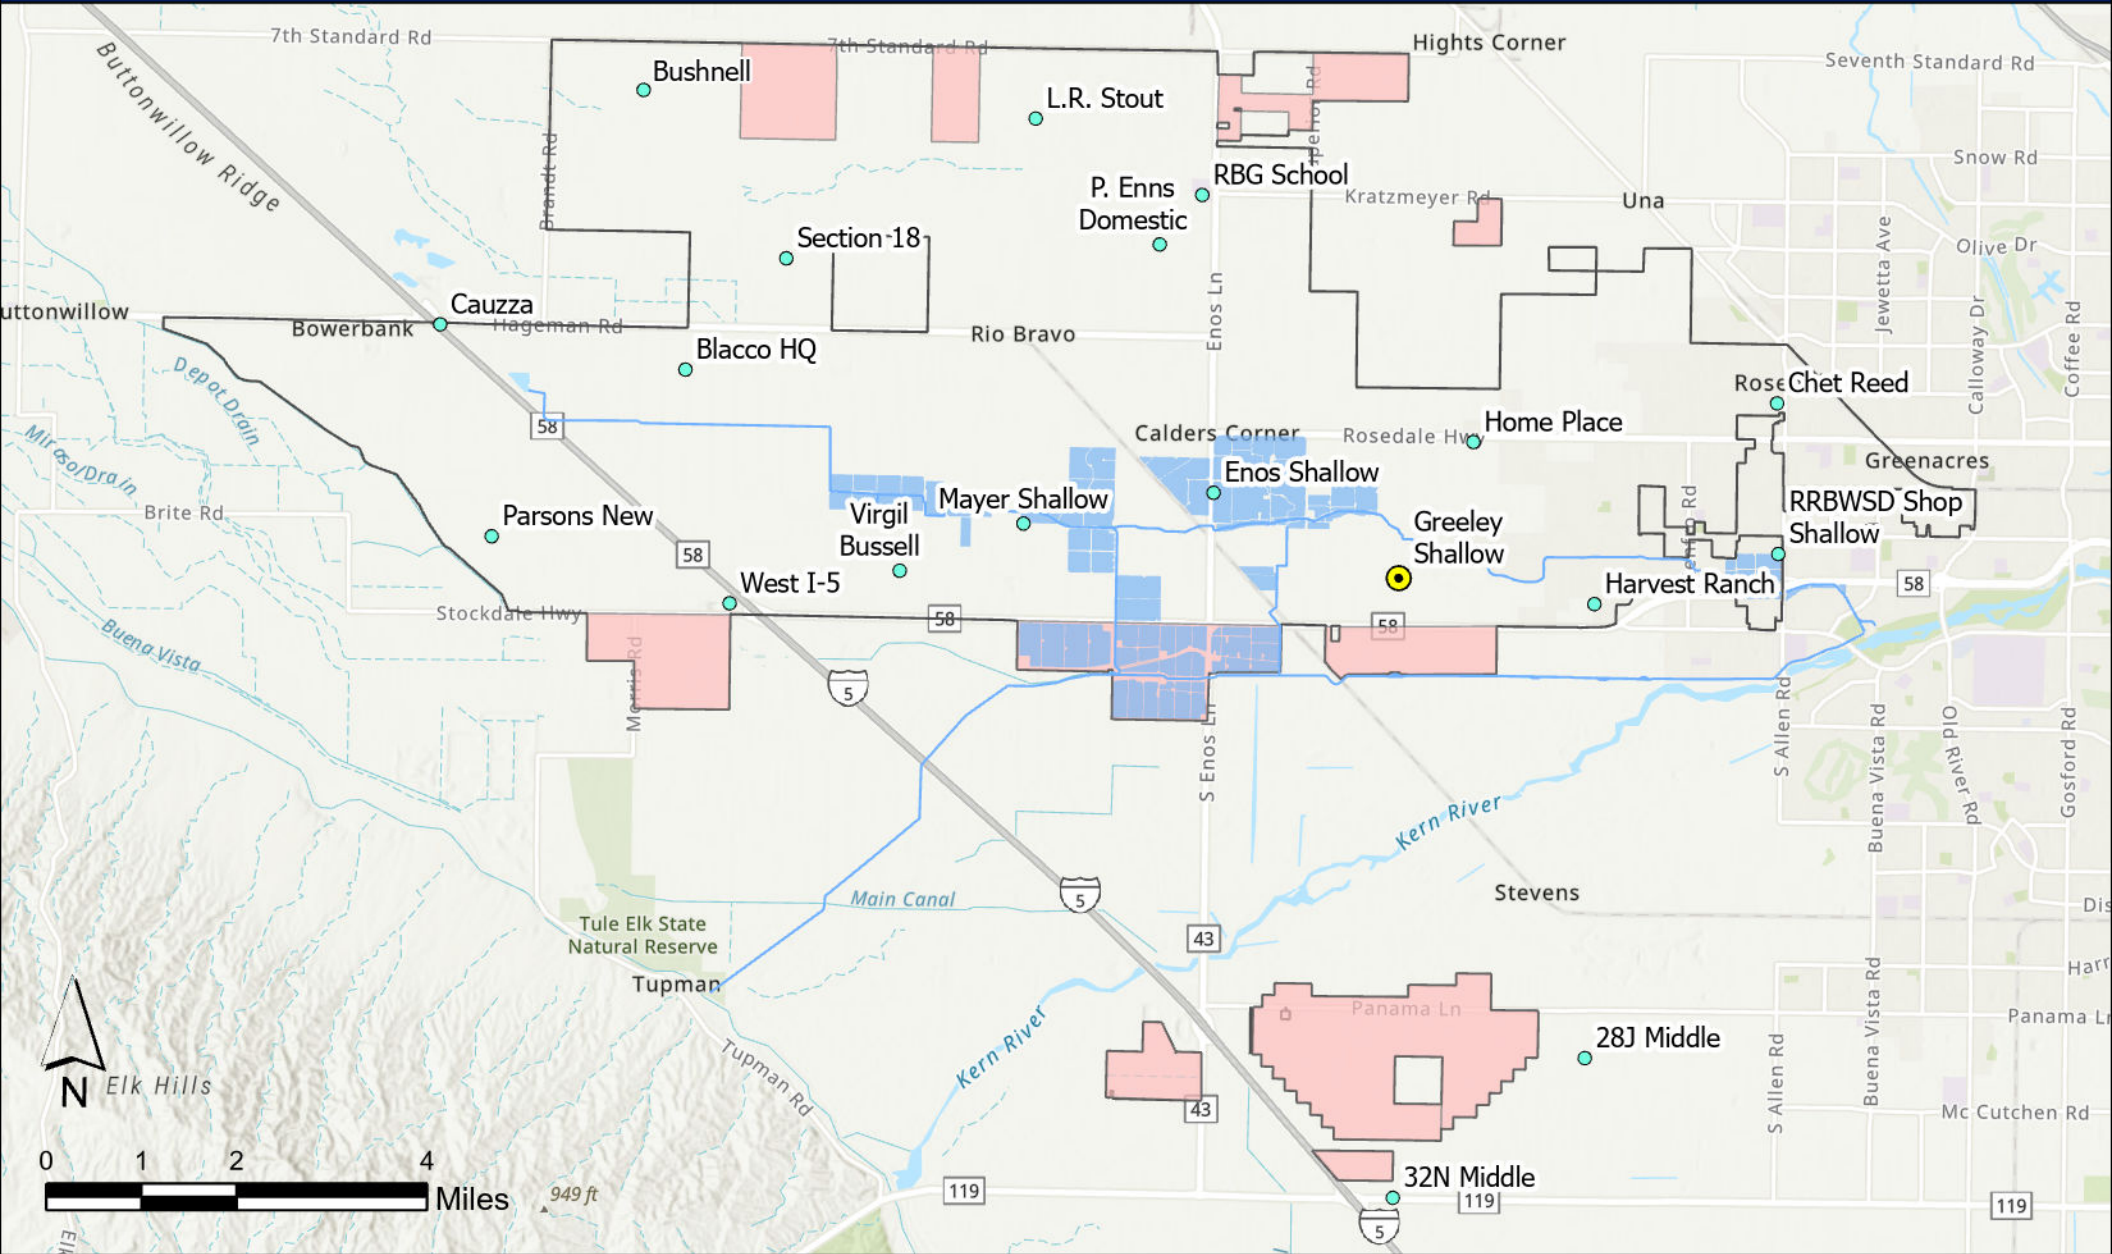 7th Standard Rd
7th Standard Rd
Hights Corner
Seventh Standard Rd
Buttonwillow Ridge
Bushnell
L.R. Stout
Brandt Rd
Snow Rd
RBG School
P. Enns
Domestic
Kratzmeyer Rd
Una
Section 18
Olive Dr
Jewetta Ave
Calloway Dr
Coffee Rd
Enos Ln
uttonwillow
Cauzza
Bowerbank
Hageman Rd
Rio Bravo
Blacco HQ
Depot Drain
Rose
Chet Reed
58
Calders Corner
Rosedale Hwy
Home Place
Greenacres
Enos Shallow
Mayer Shallow
Brite Rd
Parsons New
Virgil
Bussell
Greeley
Shallow
RRBWSD Shop
Shallow
58
West I-5
Harvest Ranch
58
Stockdale Hwy
58
58
Buena Vista
Morris Rd
5
S Enos Ln
S Allen Rd
Buena Vista Rd
Old River Rd
Gosford Rd
Kern River
Main Canal
5
Stevens
Dis
Tule Elk State
Natural Reserve
43
Harr
Tupman
Panama Ln
Panama Ln
Kern River
28J Middle
S Allen Rd
Buena Vista Rd
Tupman Rd
N
Elk Hills
43
Mc Cutchen Rd
0 1 2 4
Miles
949 ft
119
32N Middle
119
119
5
Elk